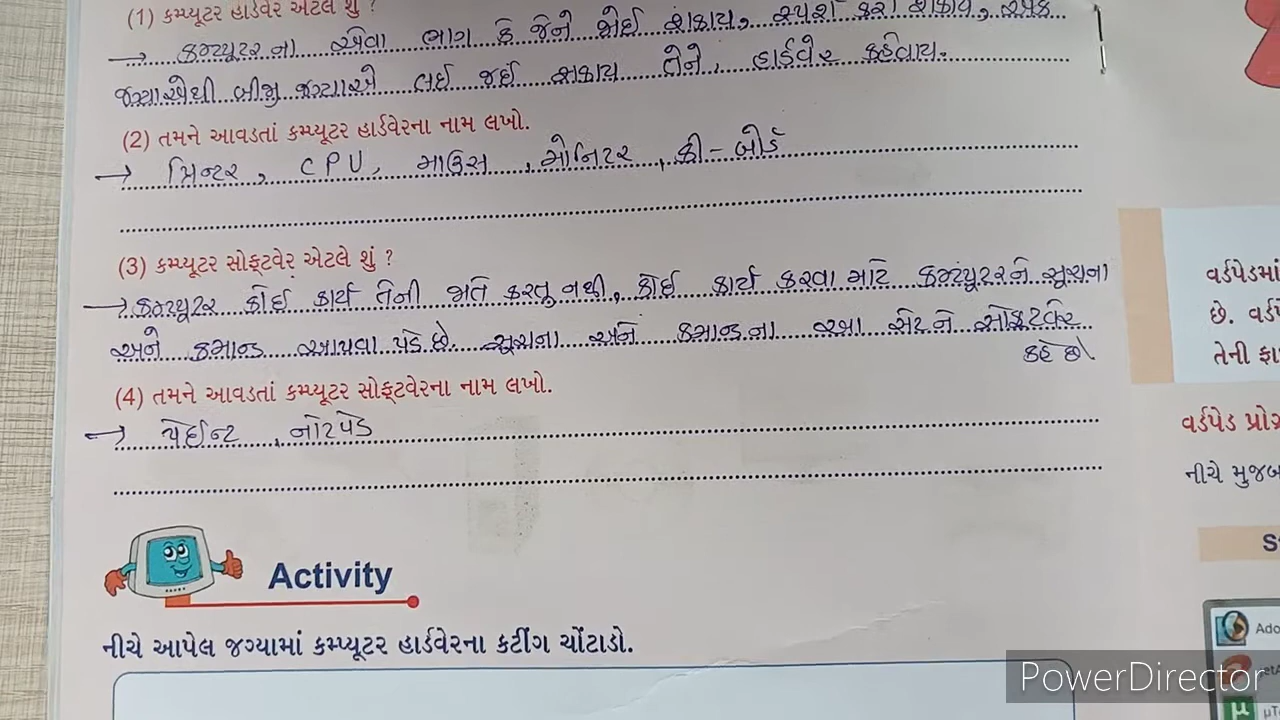 (1) કમ્પ્યૂટર હાર્ડવેર એટલે શું ?
→ કમ્પ્યૂટરના એવા ભાગ કે જેને જોઈ શકાય, સ્પર્શ કરી શકાય, એક
જગ્યાએથી બીજી જગ્યાએ લઈ જઈ શકાય તેને, હાર્ડવેર કહેવાય.
(2) તમને આવડતાં કમ્પ્યૂટર હાર્ડવેરના નામ લખો.
→ પ્રિન્ટર, CPU, માઉસ, મોનિટર, કી-બોર્ડ
(3) કમ્પ્યૂટર સોફ્ટવેર એટલે શું ?
→ કમ્પ્યૂટર કોઈ કાર્ય તેની જાતે કરતુ નથી, કોઈ કાર્ય કરવા માટે કમ્પ્યૂટરને સૂચના
અને કમાન્ડ આપવા પડે છે. સૂચના અને કમાન્ડના આ સેટને સોફ્ટવેર
કહે છે
(4) તમને આવડતાં કમ્પ્યૂટર સોફ્ટવેરના નામ લખો.
→ પેઈન્ટ, નોટપેડ
Activity
નીચે આપેલ જગ્યામાં કમ્પ્યૂટર હાર્ડવેરના કટીંગ ચોંટાડો.
વર્ડપેડમાં
છે.
તેની
વર્ડપેડ
નીચે મુજબ
Ado
µT
PowerDirector